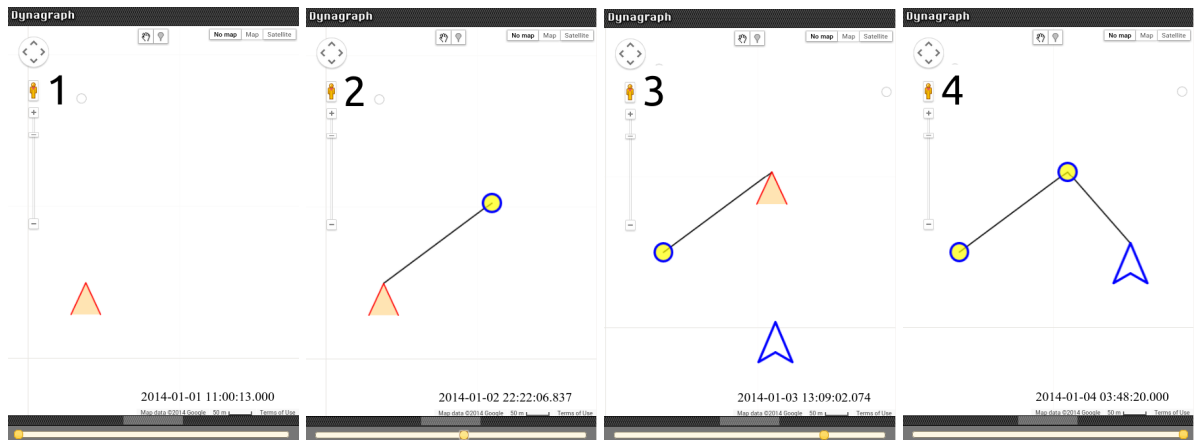 Dynagraph
No map Map Satellite
1
2014-01-01 11:00:13.000
Map data ©2014 Google 50 m Terms of Use
Dynagraph
No map Map Satellite
2
2014-01-02 22:22:06.837
Map data ©2014 Google 50 m Terms of Use
Dynagraph
No map Map Satellite
3
2014-01-03 13:09:02.074
Map data ©2014 Google 50 m Terms of Use
Dynagraph
No map Map Satellite
4
2014-01-04 03:48:20.000
Map data ©2014 Google 50 m Terms of Use